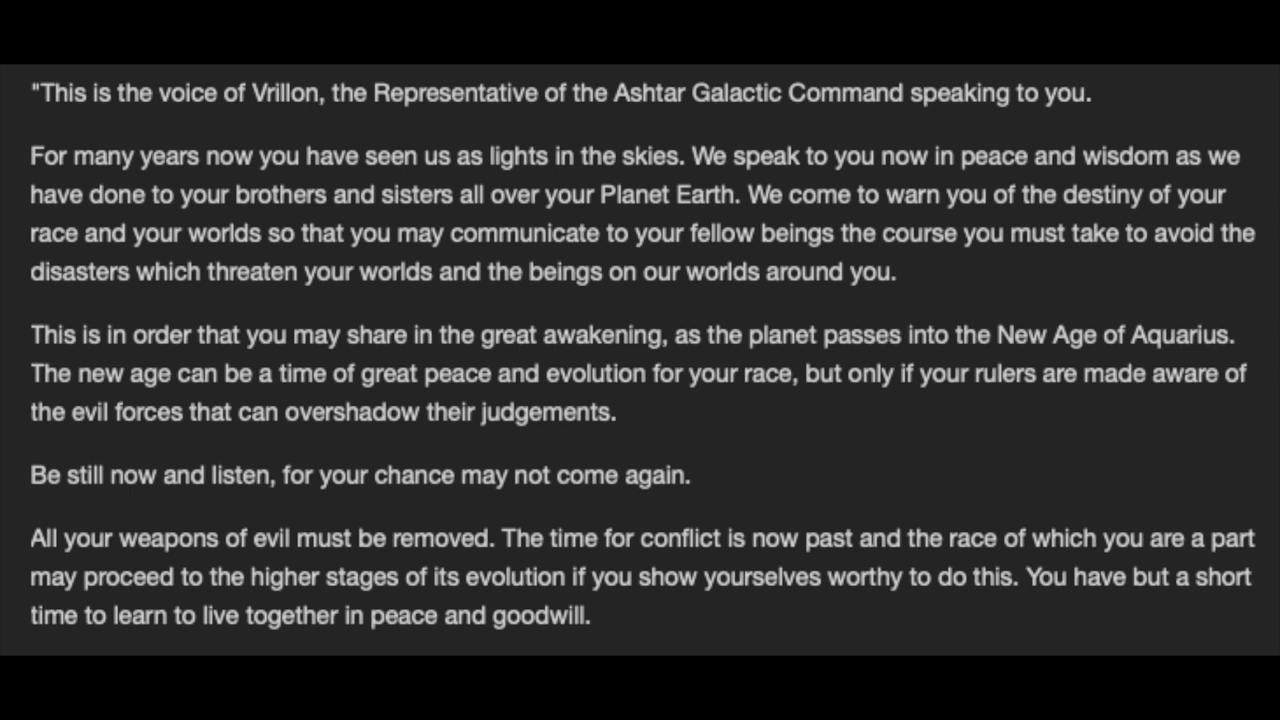 "This is the voice of Vrillon, the Representative of the Ashtar Galactic Command speaking to you.
For many years now you have seen us as lights in the skies. We speak to you now in peace and wisdom as we
have done to your brothers and sisters all over your Planet Earth. We come to warn you of the destiny of your
race and your worlds so that you may communicate to your fellow beings the course you must take to avoid the
disasters which threaten your worlds and the beings on our worlds around you.
This is in order that you may share in the great awakening, as the planet passes into the New Age of Aquarius.
The new age can be a time of great peace and evolution for your race, but only if your rulers are made aware of
the evil forces that can overshadow their judgements.
Be still now and listen, for your chance may not come again.
All your weapons of evil must be removed. The time for conflict is now past and the race of which you are a part
may proceed to the higher stages of its evolution if you show yourselves worthy to do this. You have but a short
time to learn to live together in peace and goodwill.